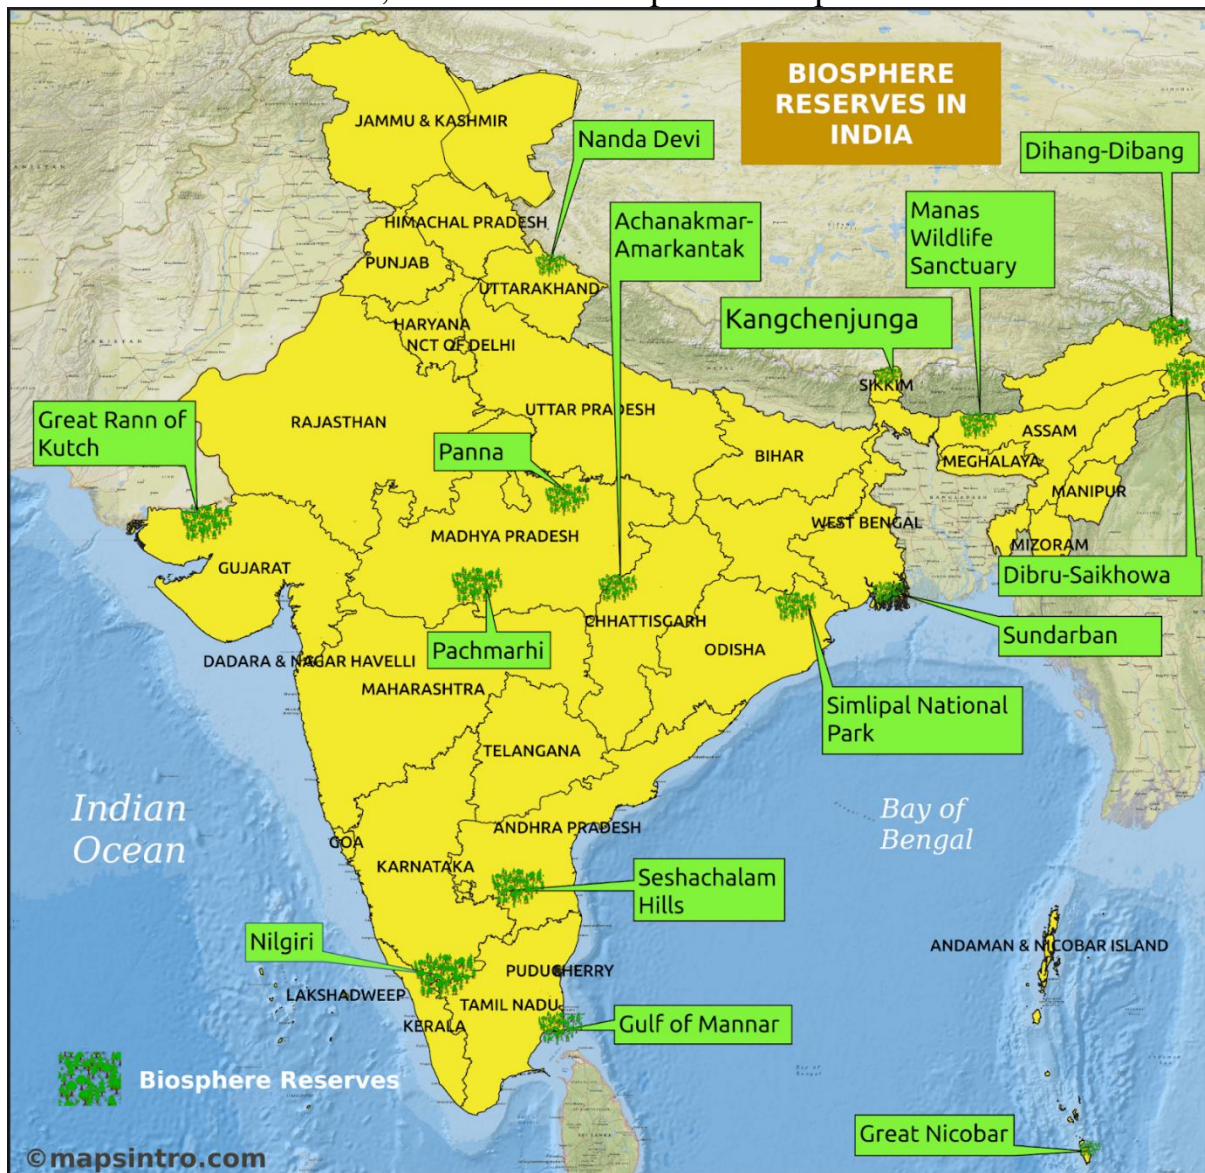 BIOSPHERE
RESERVES IN
INDIA
JAMMU & KASHMIR
Nanda Devi
Dihang-Dibang
HIMACHAL PRADESH
Achanakmar-
Amarkantak
Manas
Wildlife
Sanctuary
PUNJAB
UTTARAKHAND
HARYANA
NCT OF DELHI
Kangchenjunga
SIKKIM
Great Rann of
Kutch
RAJASTHAN
UTTAR PRADESH
Panna
BIHAR
ASSAM
MEGHALAYA
MANIPUR
MADHYA PRADESH
WEST BENGAL
MIZORAM
GUJARAT
Dibru-Saikhowa
CHHATTISGARH
Sundarban
Pachmarhi
ODISHA
DADARA & NAGAR HAVELLI
MAHARASHTRA
Simlipal National
Park
TELANGANA
Indian
Ocean
Bay of
Bengal
ANDHRA PRADESH
GOA
KARNATAKA
Seshachalam
Hills
Nilgiri
ANDAMAN & NICOBAR ISLAND
PUDUCHERRY
LAKSHADWEEP
TAMIL NADU
KERALA
Gulf of Mannar
Biosphere Reserves
Great Nicobar
©mapsintro.com